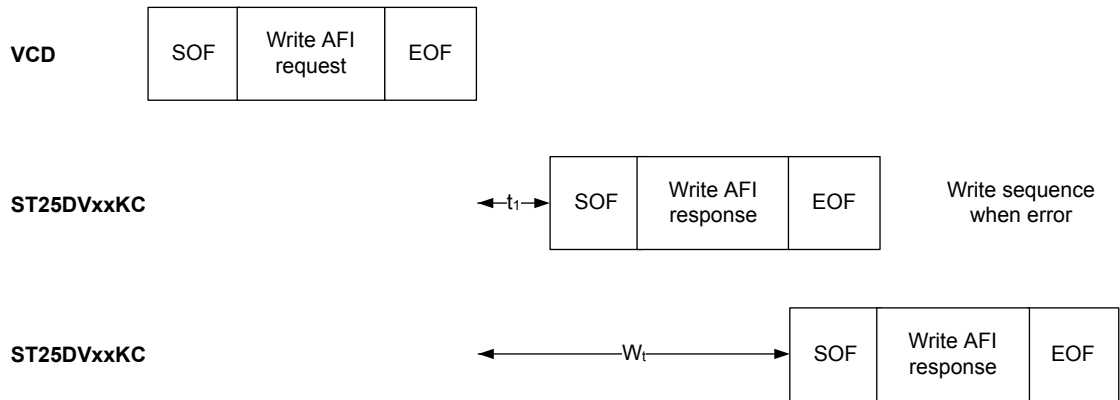 VCD
SOF
Write AFI
request
EOF
ST25DVxxKC
t1
SOF
Write AFI
response
EOF
Write sequence
when error
ST25DVxxKC
Wt
SOF
Write AFI
response
EOF